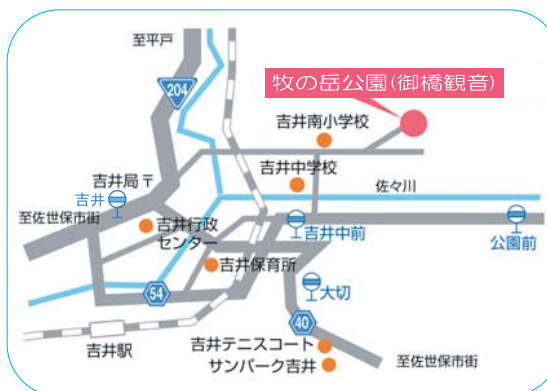 至平戸
204
牧の岳公園(御橋観音)
吉井南小学校
吉井中学校
佐々川
吉井局〒
吉井
至佐世保市街
吉井行政
センター
吉井中前
公園前
吉井保育所
大切
54
40
吉井駅
吉井テニスコート
サンパーク吉井
至佐世保市街